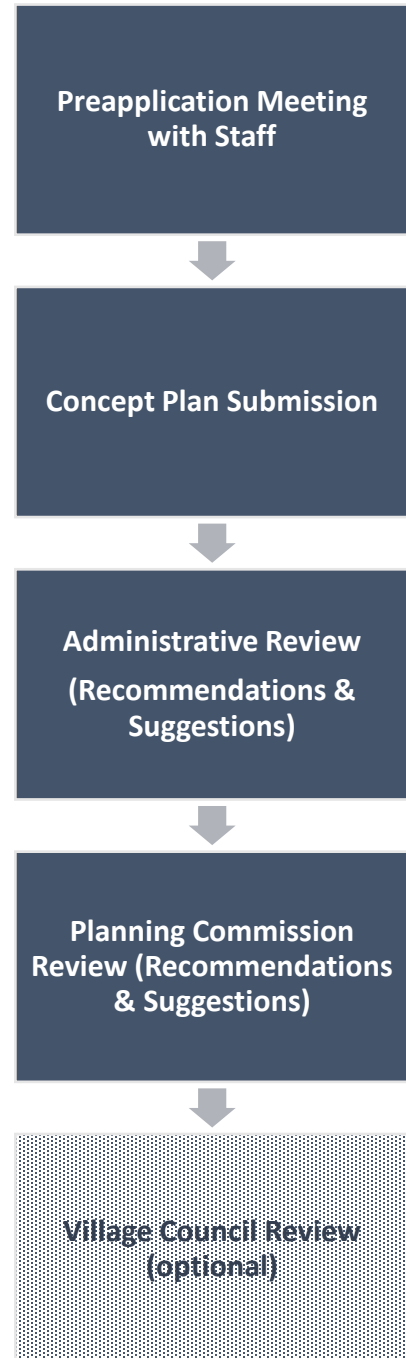 Preapplication Meeting
with Staff
Concept Plan Submission
Administrative Review
(Recommendations &
Suggestions)
Planning Commission
Review (Recommendations
& Suggestions)
Village Council Review
(optional)